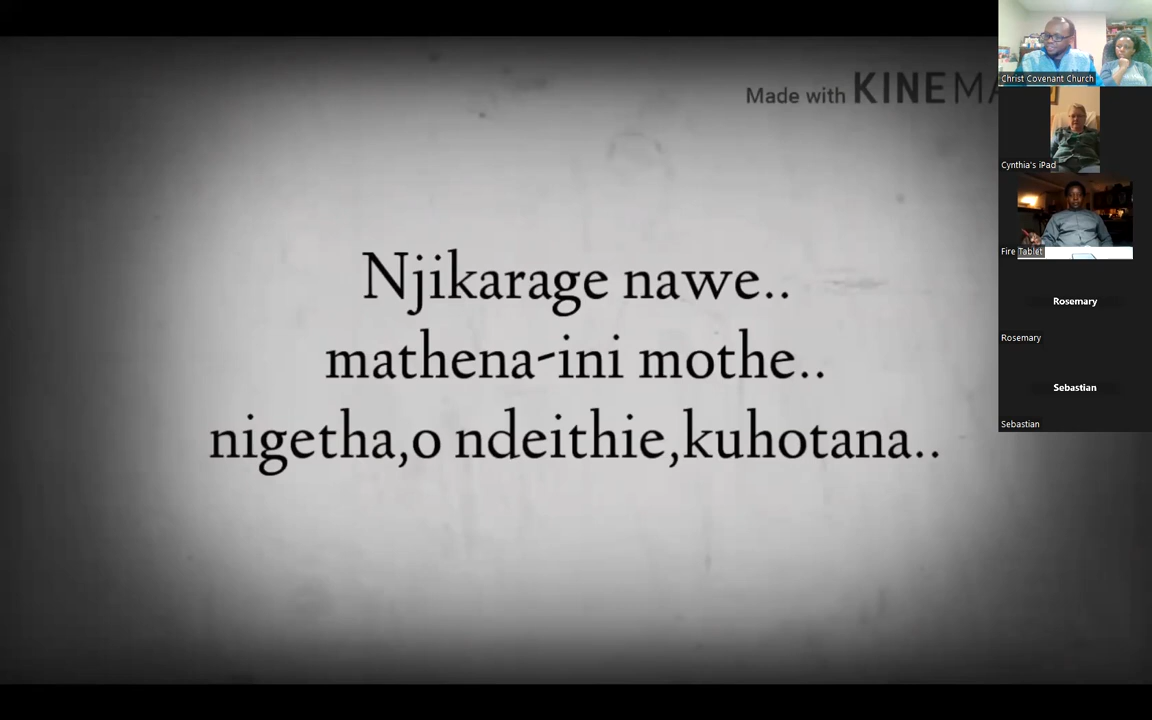 Made with KINEMA
Njikarage nawe..
mathena-ini mothe..
nigetha,o ndeithie,kuhotana..
Christ Covenant Church
Cynthia's iPad
Fire Tablet
Rosemary
Rosemary
Sebastian
Sebastian